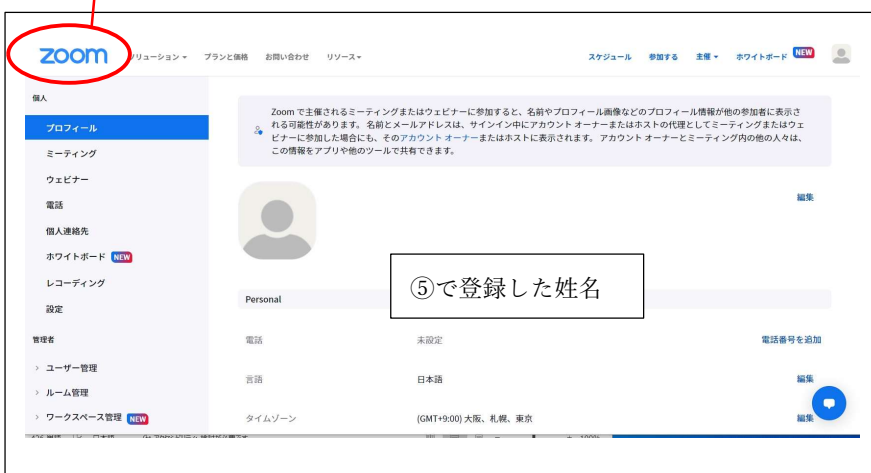 zoom
ソリューション プランと価格 お問い合わせ リソース スケジュール 参加する 主催 ホワイトボード NEW
個人
プロフィール
ミーティング
ウェビナー
電話
個人連絡先
ホワイトボード NEW
レコーディング
設定
管理者
ユーザー管理
ルーム管理
ワークスペース管理 NEW
Zoom で主催されるミーティングまたはウェビナーに参加すると、名前やプロフィール画像などのプロフィール情報が他の参加者に表示さ
れる可能性があります。 名前とメールアドレスは、サインイン中にアカウント オーナーまたはホストの代理としてミーティングまたはウェ
ビナーに参加した場合にも、そのアカウント オーナーまたはホストに表示されます。 アカウント オーナーとミーティング内の他の人々は、
この情報をアプリや他のツールで共有できます。
編集
⑤で登録した姓名
Personal
電話 未設定 電話番号を追加
言語 日本語 編集
タイムゾーン (GMT+9:00) 大阪、札幌、東京 編集